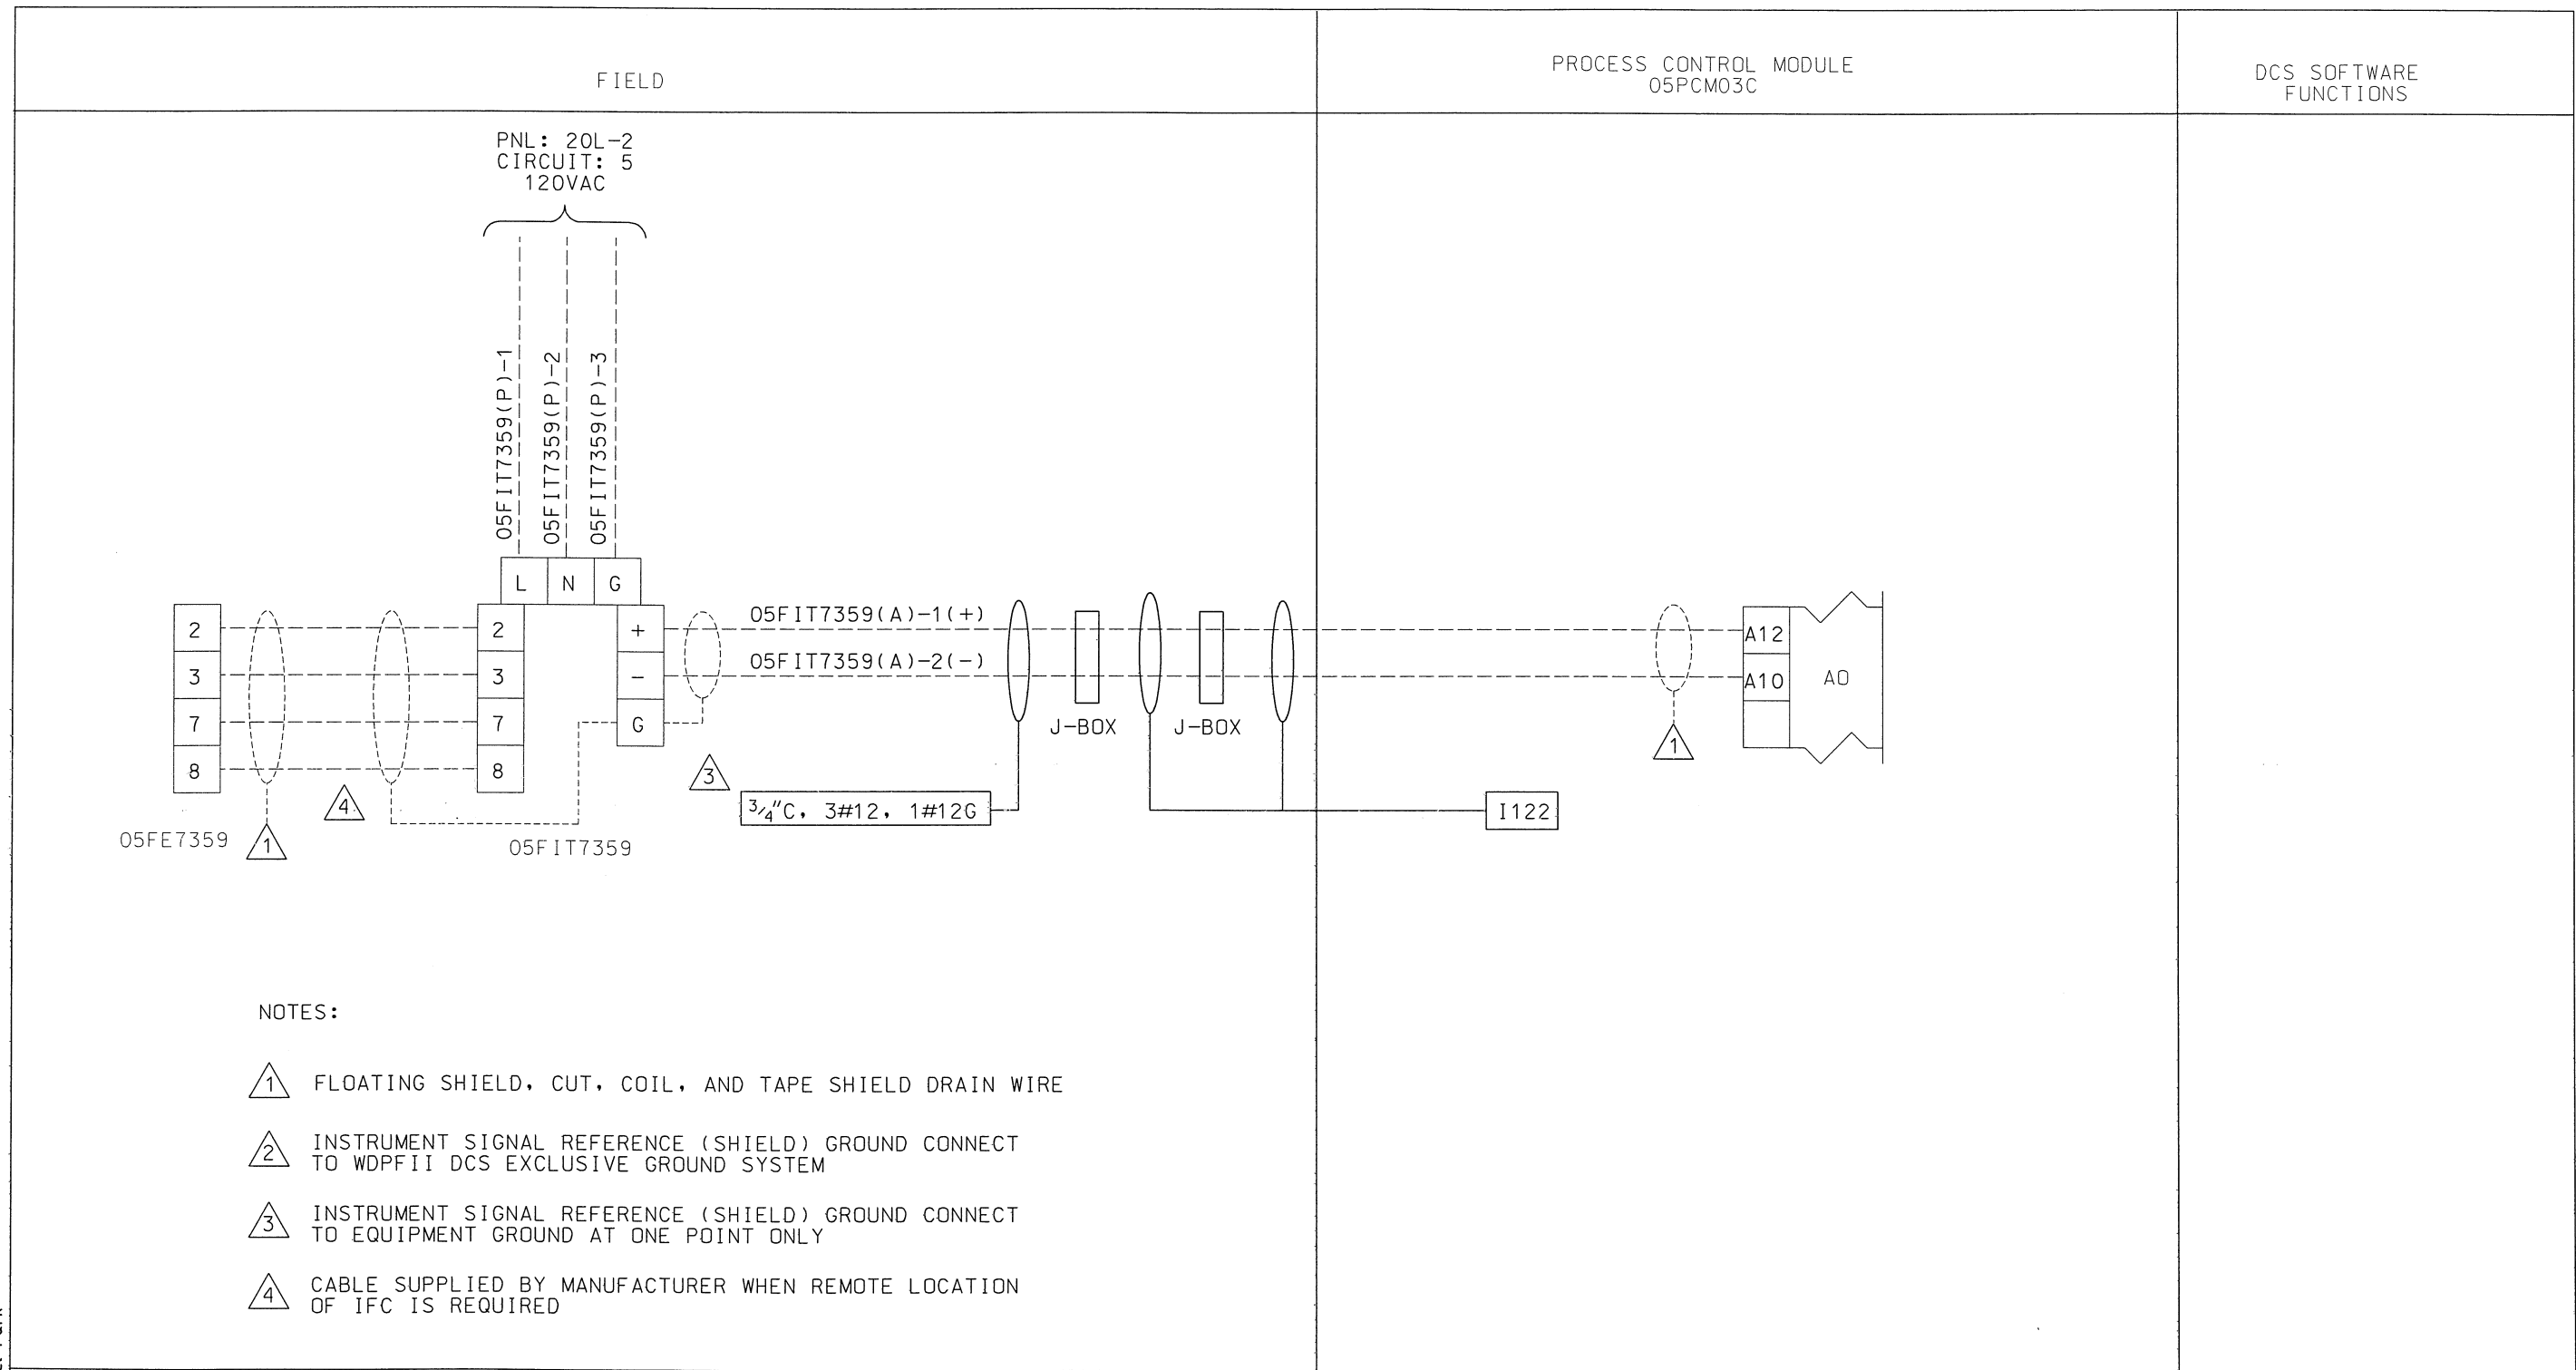 FIELD
PROCESS CONTROL MODULE
05PCM03C
DCS SOFTWARE
FUNCTIONS
PNL: 20L-2
CIRCUIT: 5
120VAC
05FIT7359(P)-1
05FIT7359(P)-2
05FIT7359(P)-3
L N G
2
3
7
8
2
3
7
8
+
-
G
05FIT7359(A)-1(+)
05FIT7359(A)-2(-)
J-BOX
J-BOX
A12
A10
AO
1
3
4
3/4"C, 3#12, 1#12G
I122
05FE7359
1
05FIT7359
NOTES:
1 FLOATING SHIELD, CUT, COIL, AND TAPE SHIELD DRAIN WIRE
2 INSTRUMENT SIGNAL REFERENCE (SHIELD) GROUND CONNECT
TO WDPFII DCS EXCLUSIVE GROUND SYSTEM
3 INSTRUMENT SIGNAL REFERENCE (SHIELD) GROUND CONNECT
TO EQUIPMENT GROUND AT ONE POINT ONLY
4 CABLE SUPPLIED BY MANUFACTURER WHEN REMOTE LOCATION
OF IFC IS REQUIRED